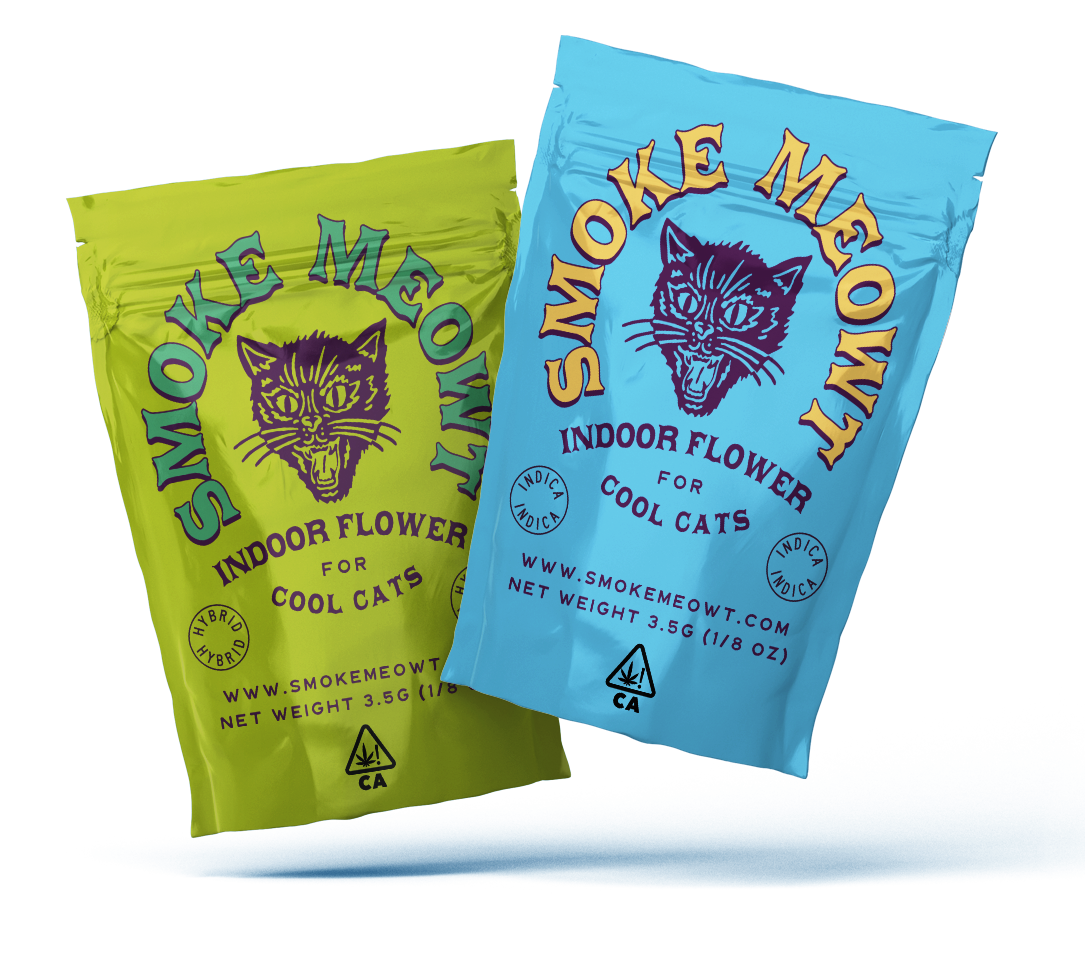 SMOKE MEOWT
INDOOR FLOWER
FOR
COOL CATS
HYBRID
HYBRID
WWW.SMOKEMEOWT
NET WEIGHT 3.5G (1/8
CA
SMOKE MEOWT
INDOOR FLOWER
FOR
COOL CATS
INDICA
INDICA
INDICA
INDICA
WWW.SMOKEMEOWT.COM
NET WEIGHT 3.5G (1/8 OZ)
CA